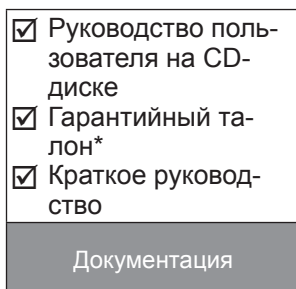 ☑ Руководство поль-
зователя на CD-
диске
☑ Гарантийный та-
лон*
☑ Краткое руковод-
ство
Документация